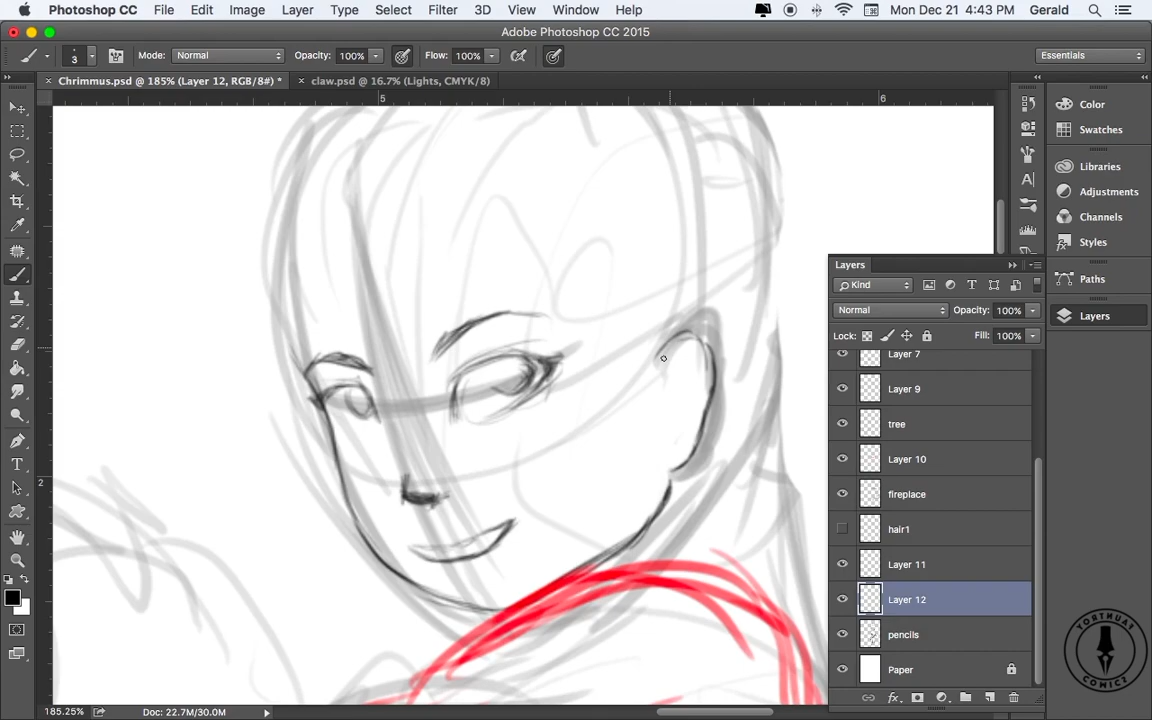 Photoshop CC File Edit Image Layer Type Select Filter 3D View Window Help Mon Dec 21 4:43 PM Gerald
Adobe Photoshop CC 2015
3 Mode: Normal Opacity: 100% Flow: 100% Essentials
Chrimmus.psd @ 185% (Layer 12, RGB/8#) * claw.psd @ 16.7% (Lights, CMYK/8)
5 6
2
Color
Swatches
Libraries
Adjustments
Channels
Styles
Paths
Layers
Layers
Kind
Normal Opacity: 100%
Lock: Fill: 100%
Layer 7
Layer 9
tree
Layer 10
fireplace
hair1
Layer 11
Layer 12
pencils
Paper
185.25% Doc: 22.7M/30.0M